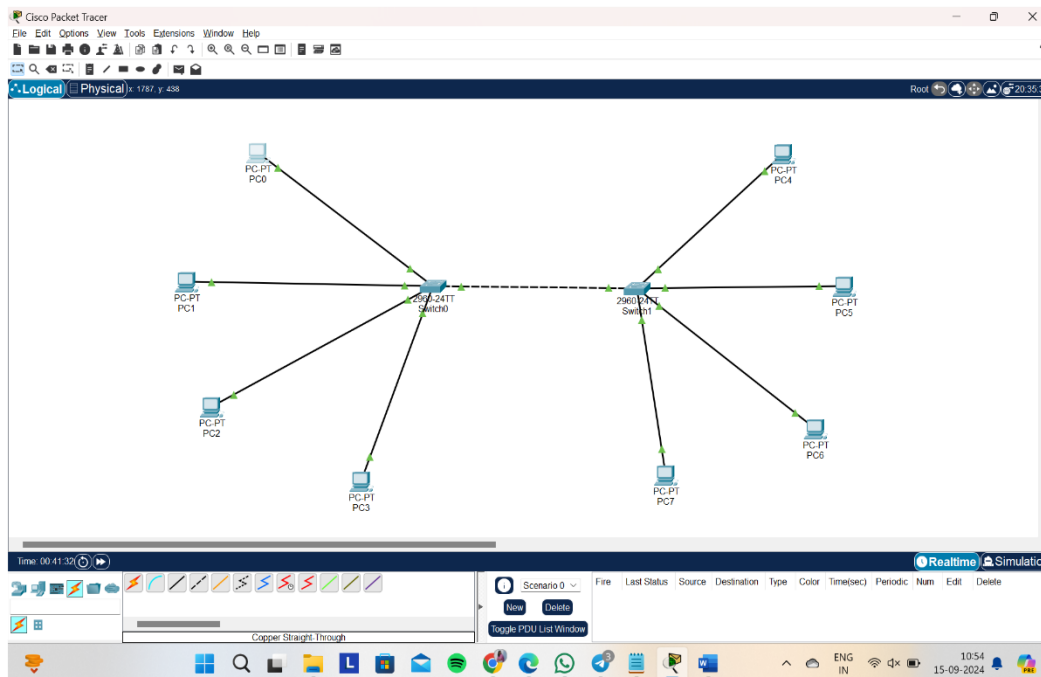 Cisco Packet Tracer
File Edit Options View Tools Extensions Window Help
Logical Physical x: 1787, y: 438 Root 20:35:3
PC-PT
PC0
PC-PT
PC4
PC-PT
PC1
2960-24TT
Switch0
2960-24TT
Switch1
PC-PT
PC5
PC-PT
PC2
PC-PT
PC6
PC-PT
PC3
PC-PT
PC7
Time: 00:41:32 Realtime Simulatio
Scenario 0 Fire Last Status Source Destination Type Color Time(sec) Periodic Num Edit Delete
New Delete
Toggle PDU List Window
Copper Straight-Through
L 3 W ENG 10:54
IN 15-09-2024 PRE